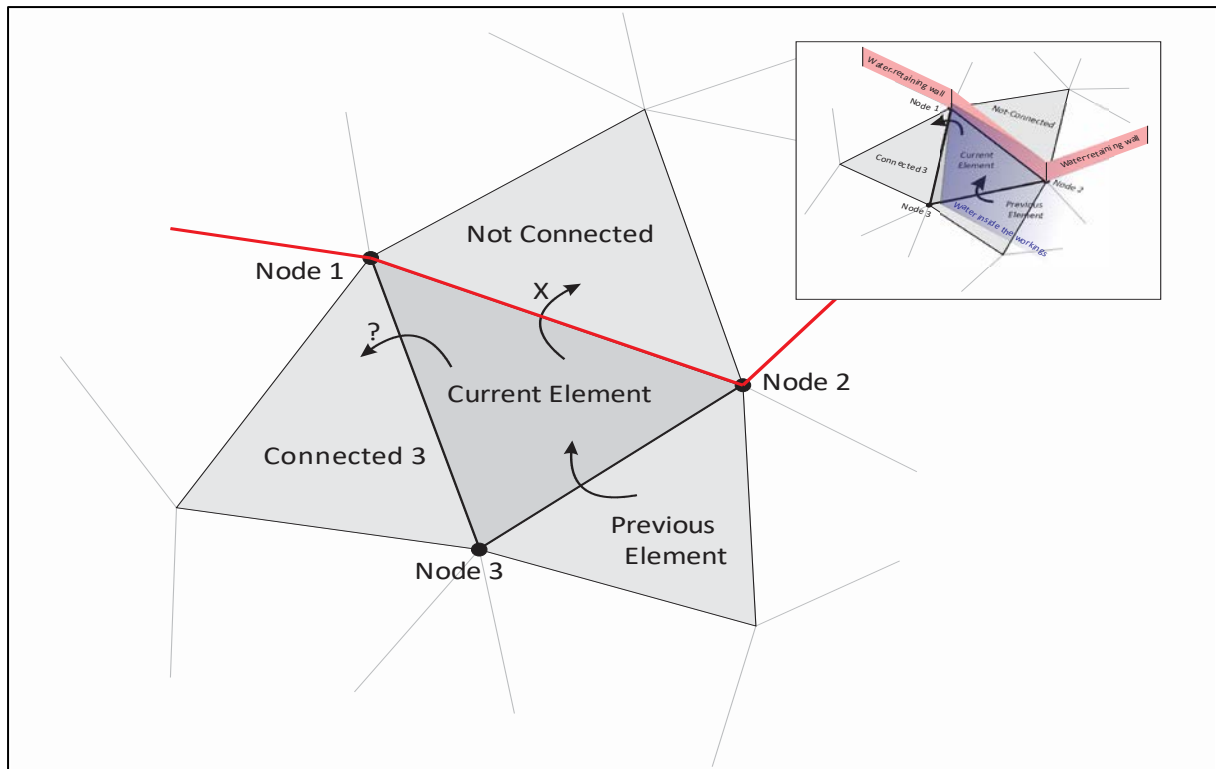 Water-retaining wall
Node 1
Not-Connected
Water-retaining wall
Current
Element
Connected 3
Node 2
Previous
Element
Node 3
Water inside the workings
Not Connected
Node 1
X
?
Node 2
Current Element
Connected 3
Previous
Element
Node 3